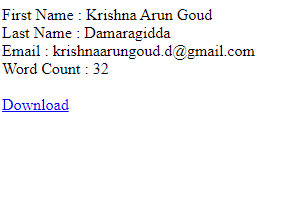 First Name : Krishna Arun Goud
Last Name : Damaragidda
Email : krishnaarungoud.d@gmail.com
Word Count : 32
Download